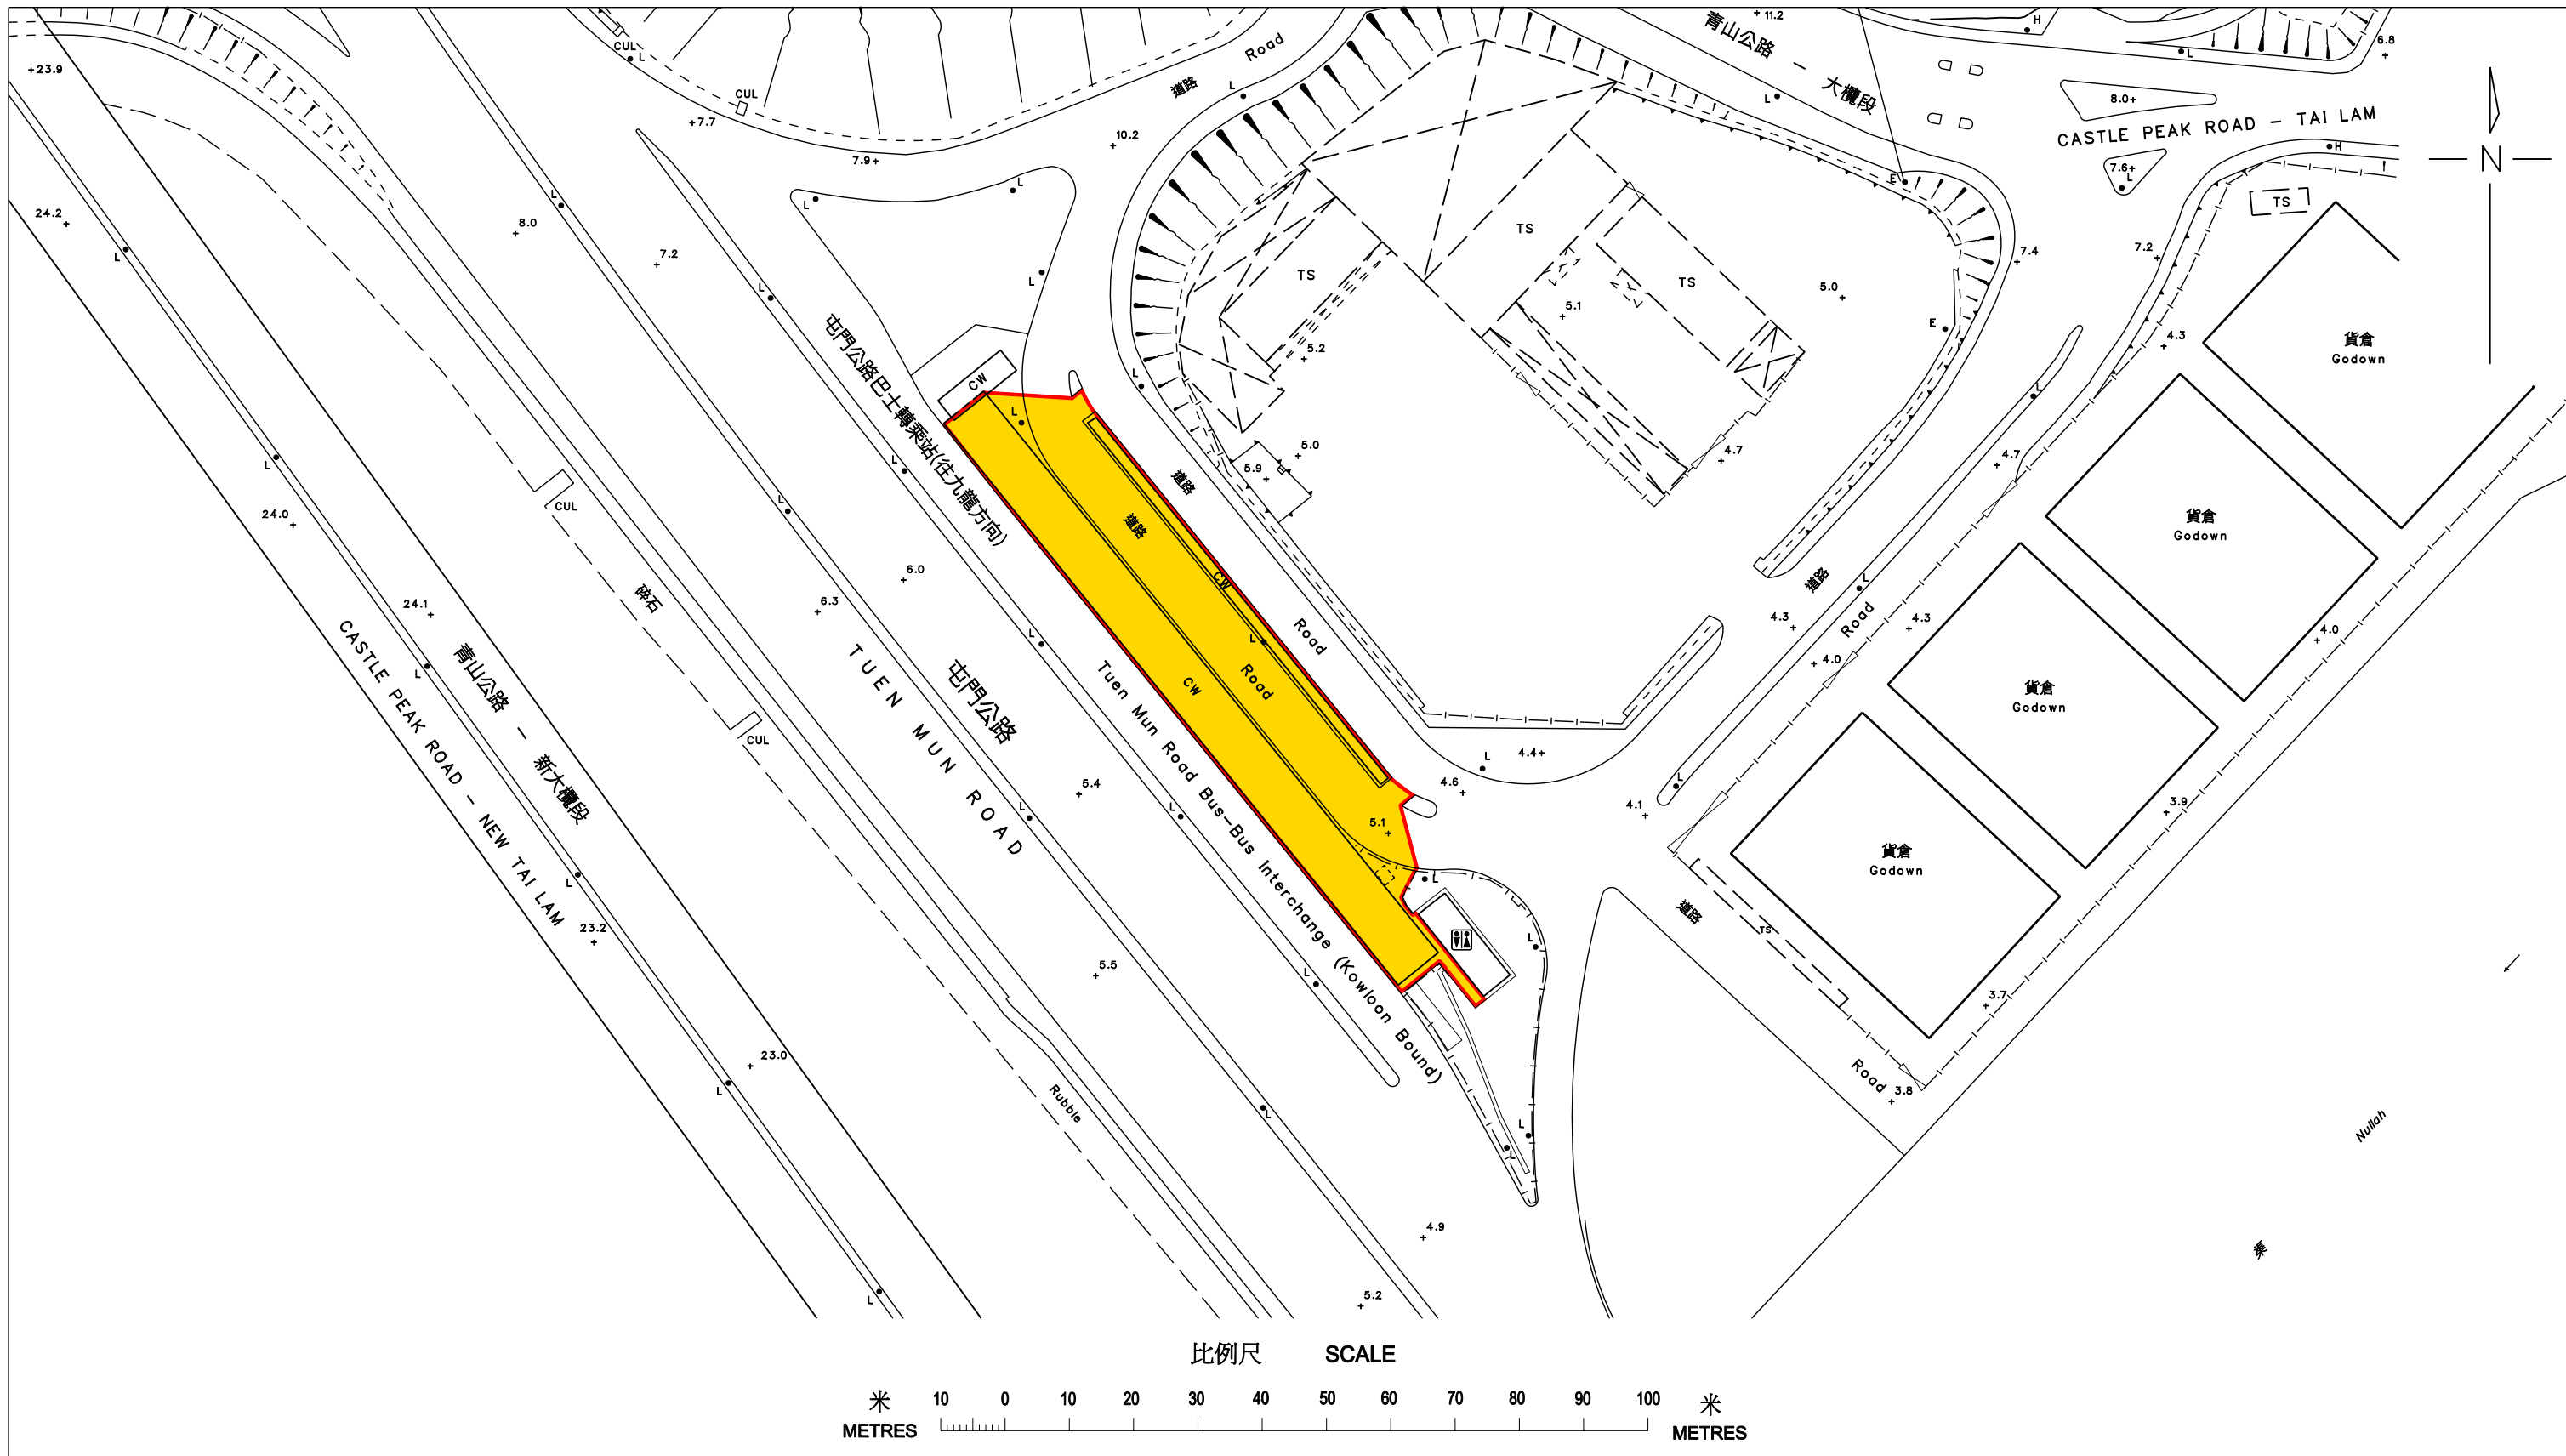 11.2
青山公路 - 大欖段
H
L
6.8
CUL
L
道路 Road
L
23.9
CUL
7.7
7.9
10.2
L
8.0
CASTLE PEAK ROAD - TAI LAM
H
7.6
L
E
TS
N
24.2
L
8.0
L
7.2
L
L
L
TS
TS
TS
5.0
7.4
7.2
L
屯門公路巴士轉乘站(往九龍方向)
5.1
5.2
E
4.3
貨倉
Godown
CW
L
L
L
5.9
5.0
4.7
4.7
L
24.0
CUL
L
L
道路
道路
貨倉
Godown
CW
6.0
6.3
碎石
24.1
L
道路
Road
4.3
4.3
L
4.0
4.0
L
Road
Road
CW
L
CASTLE PEAK ROAD - NEW TAI LAM
青山公路 - 新大欖段
TUEN MUN ROAD
屯門公路
Tuen Mun Road Bus-Bus Interchange (Kowloon Bound)
貨倉
Godown
CUL
5.4
L
L
4.4
L
4.6
4.1
L
3.9
5.1
貨倉
Godown
L
L
23.2
道路
TS
L
5.5
L
3.7
23.0
L
Rubble
L
Road
3.8
L
L
Nullah
4.9
渠
5.2
L
比例尺 SCALE
米 10 0 10 20 30 40 50 60 70 80 90 100 米
METRES METRES